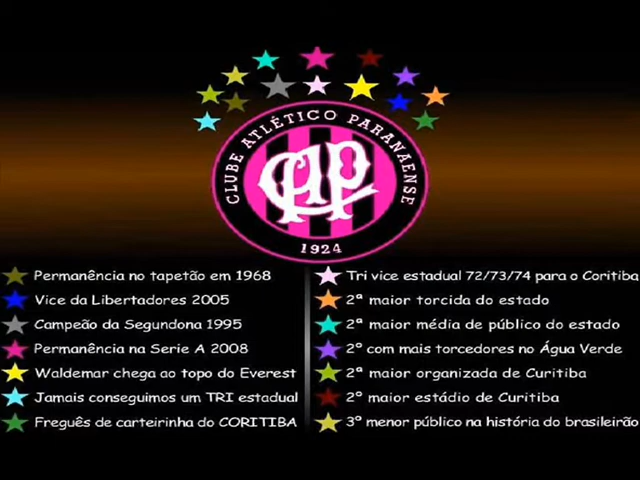 CLUBE ATLÉTICO PARANAENSE
CAP
1924
Permanência no tapetão em 1968
Vice da Libertadores 2005
Campeão da Segundona 1995
Permanência na Serie A 2008
Waldemar chega ao topo do Everest
Jamais conseguimos um TRI estadual
Freguês de carteirinha do CORITIBA
Tri vice estadual 72/73/74 para o Coritiba
2ª maior torcida do estado
2ª maior média de público do estado
2º com mais torcedores no Água Verde
2ª maior organizada de Curitiba
2º maior estádio de Curitiba
3º menor público na história do brasileirão